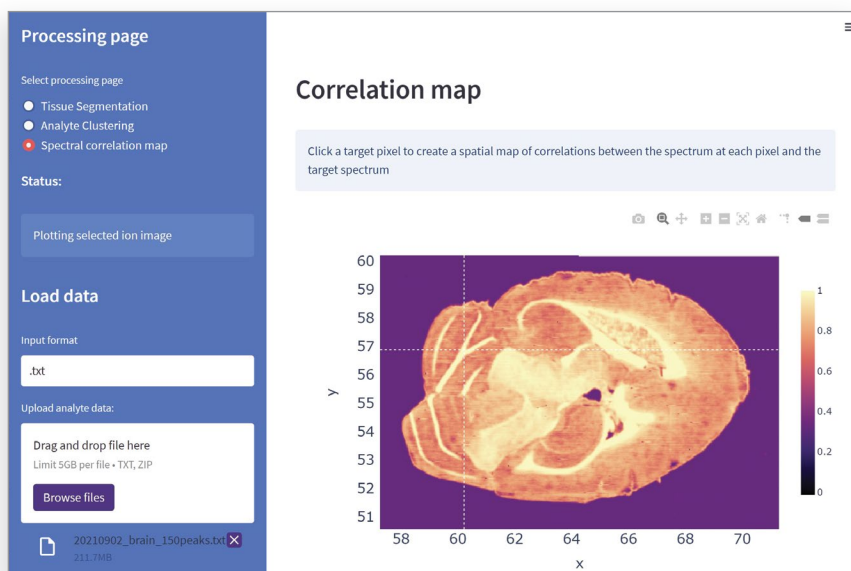 Processing page
Select processing page
Tissue Segmentation
Analyte Clustering
Spectral correlation map
Status:
Plotting selected ion image
Load data
Input format
.txt
Upload analyte data:
Drag and drop file here
Limit 5GB per file • TXT, ZIP
Browse files
20210902_brain_150peaks.txt
211.7MB
Correlation map
Click a target pixel to create a spatial map of correlations between the spectrum at each pixel and the
target spectrum
60
59
58
57
56
55
54
53
52
51
y
58
60
62
64
66
68
70
x
1
0.8
0.6
0.4
0.2
0